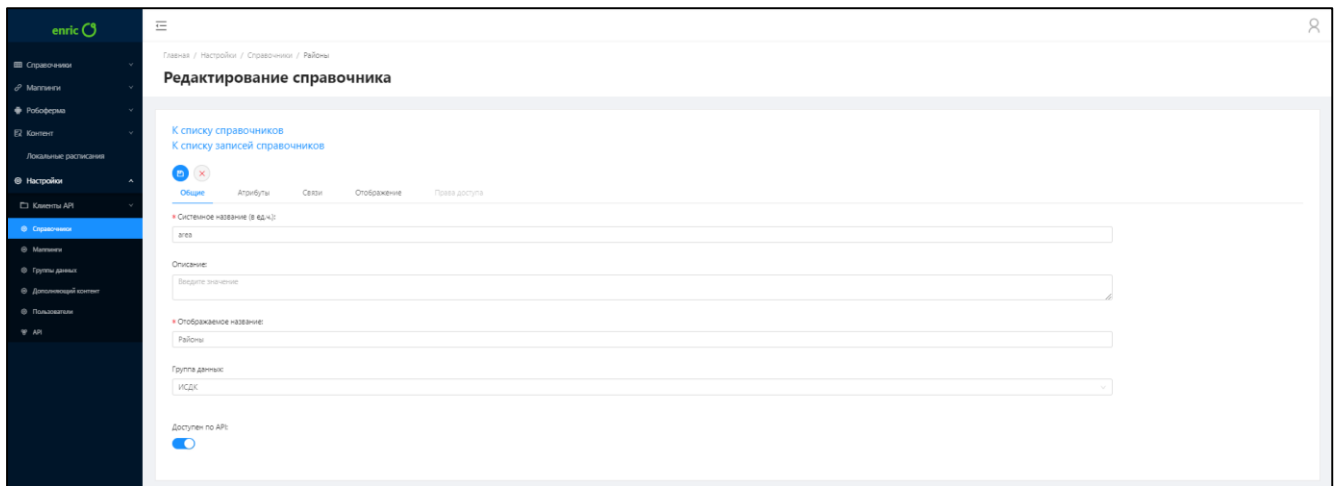 enric
Справочники
Маппинги
Робоферма
Контент
Локальные расписания
Настройки
Клиенты API
Справочники
Маппинги
Группы данных
Дополняющий контент
Пользователи
API
Главная / Настройки / Справочники / Районы
Редактирование справочника
К списку справочников
К списку записей справочников
Общие Атрибуты Связи Отображение Права доступа
* Системное название (в ед.ч.):
area
Описание:
Введите значение
* Отображаемое название:
Районы
Группа данных:
ИСДК
Доступен по API: